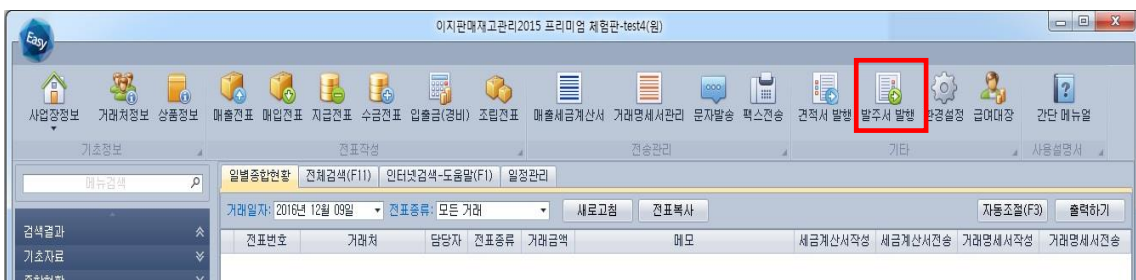 Easy
이지판매재고관리2015 프리미엄 체험판-test4(원)
사업장정보 거래처정보 상품정보 매출전표 매입전표 지급전표 수금전표 입출금(경비) 조립전표 매출세금계산서 거래명세서관리 문자발송 팩스전송 견적서 발행 발주서 발행 환경설정 급여대장 간단 메뉴얼
기초정보 전표작성 전송관리 기타 사용설명서
메뉴검색 일별종합현황 전체검색(F11) 인터넷검색-도움말(F1) 일정관리
거래일자: 2016년 12월 09일 전표종류: 모든 거래 새로고침 전표복사 자동조절(F3) 출력하기
검색결과 전표번호 거래처 담당자 전표종류 거래금액 메모 세금계산서작성 세금계산서전송 거래명세서작성 거래명세서전송
기초자료